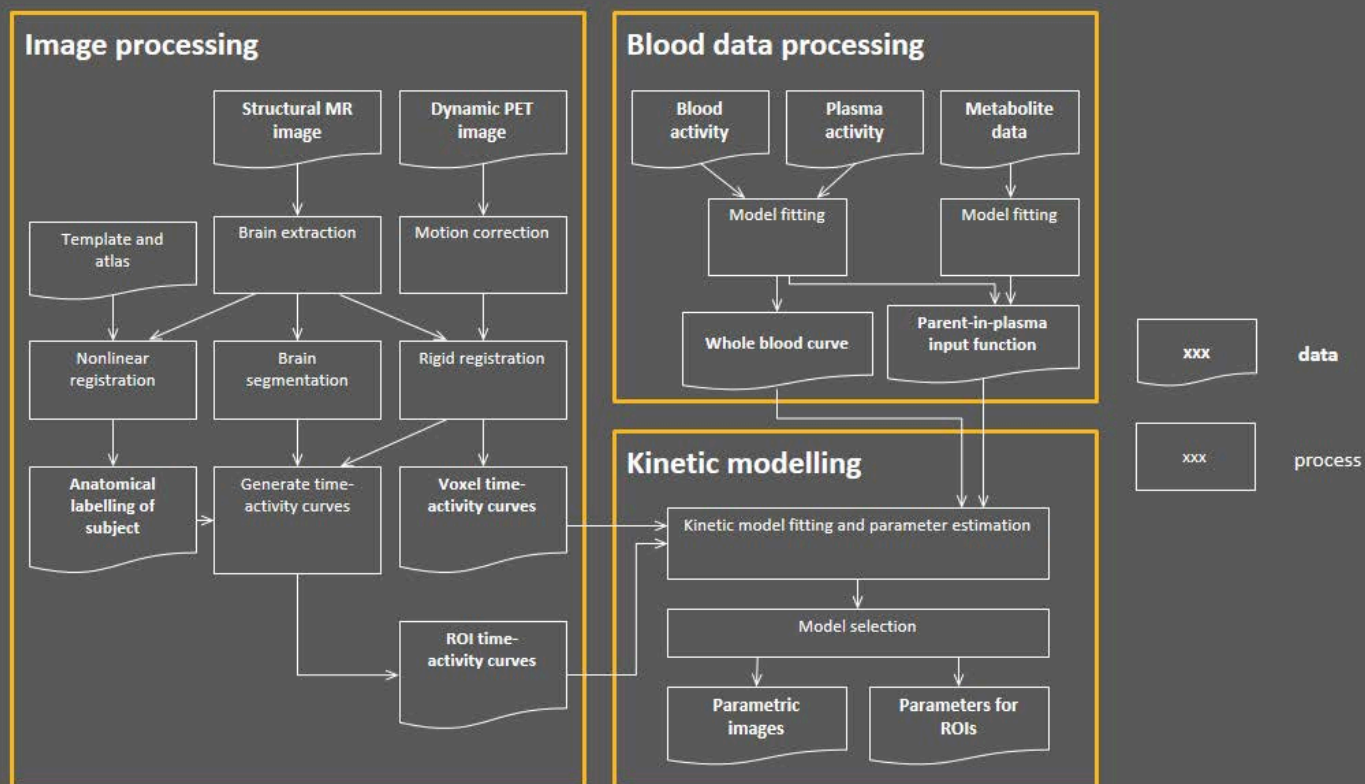 Image processing
Structural MR
image
Dynamic PET
image
Template and
atlas
Brain extraction
Motion correction
Nonlinear
registration
Brain
segmentation
Rigid registration
Anatomical
labelling of
subject
Generate time-
activity curves
Voxel time-
activity curves
ROI time-
activity curves
Blood data processing
Blood
activity
Plasma
activity
Metabolite
data
Model fitting
Model fitting
Whole blood curve
Parent-in-plasma
input function
Kinetic modelling
Kinetic model fitting and parameter estimation
Model selection
Parametric
images
Parameters for
ROIs
xxx
data
xxx
process